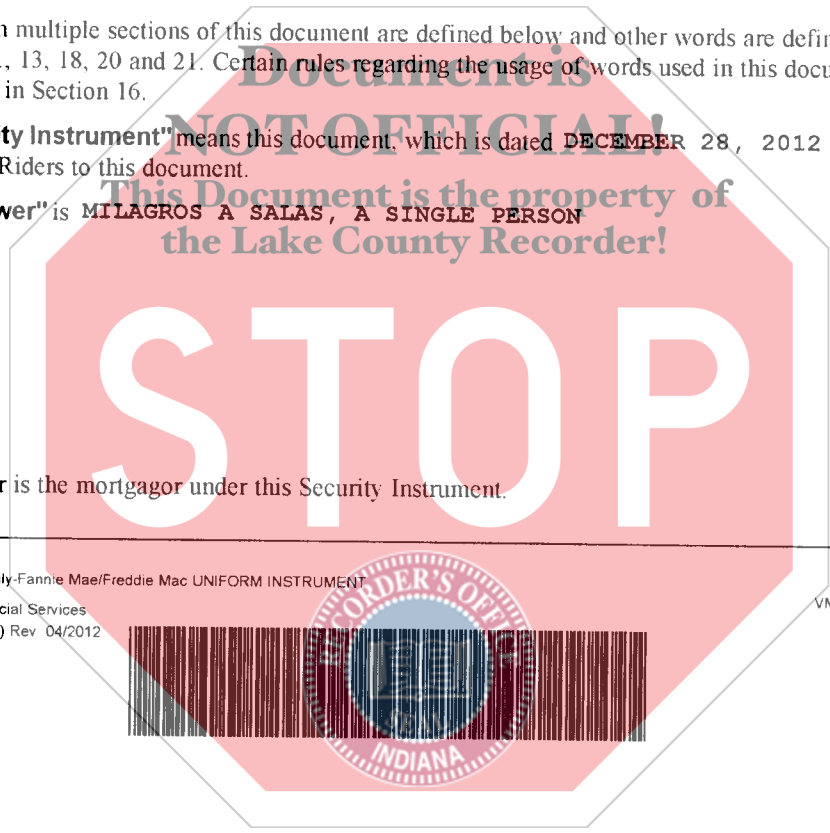 multiple sections of this document are defined below and other words are defin
, 13, 18, 20 and 21. Certain rules regarding the usage of words used in this docu
in Section 16.
ty Instrument" means this document, which is dated DECEMBER 28, 2012
Riders to this document.
wer" is MILAGROS A SALAS, A SINGLE PERSON
Document is
NOT OFFICIAL!
This Document is the property of
the Lake County Recorder!
STOP
r is the mortgagor under this Security Instrument.
ily-Fannie Mae/Freddie Mac UNIFORM INSTRUMENT
cial Services
) Rev 04/2012
VM
RECORDER'S OFFICE
SEAL
INDIANA